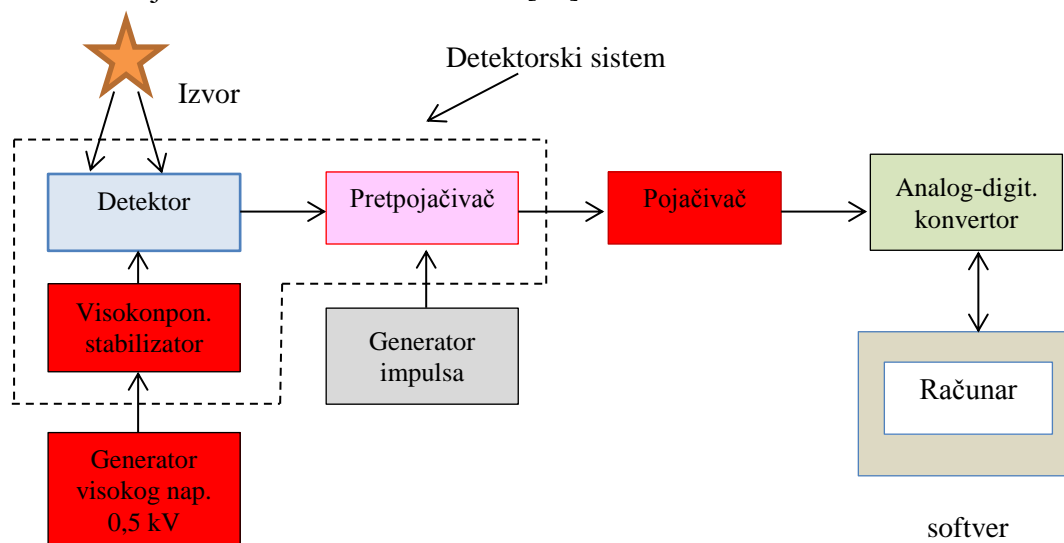 Detektorski sistem
Izvor
Detektor
Pretpojačivač
Pojačivač
Analog-digit.
konvertor
Visokonpon.
stabilizator
Generator
impulsa
Računar
Generator
visokog nap.
0,5 kV
softver